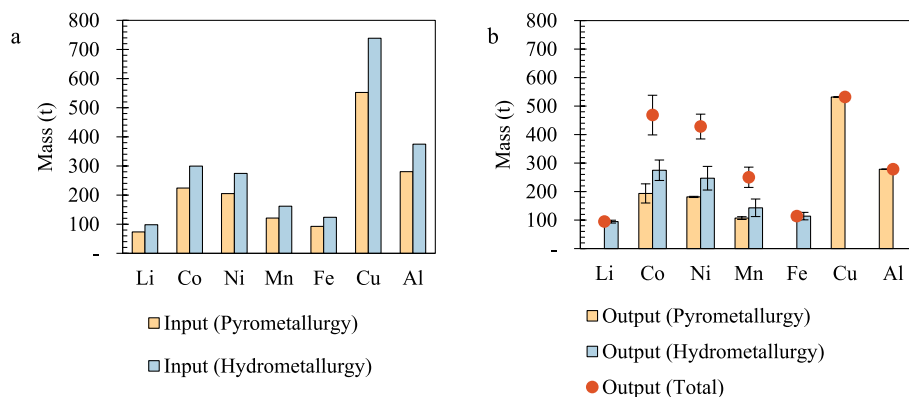 a
Mass (t)
800
700
600
500
400
300
200
100
-
Li Co Ni Mn Fe Cu Al
Input (Pyrometallurgy)
Input (Hydrometallurgy)
b
Mass (t)
800
700
600
500
400
300
200
100
-
Li Co Ni Mn Fe Cu Al
Output (Pyrometallurgy)
Output (Hydrometallurgy)
Output (Total)